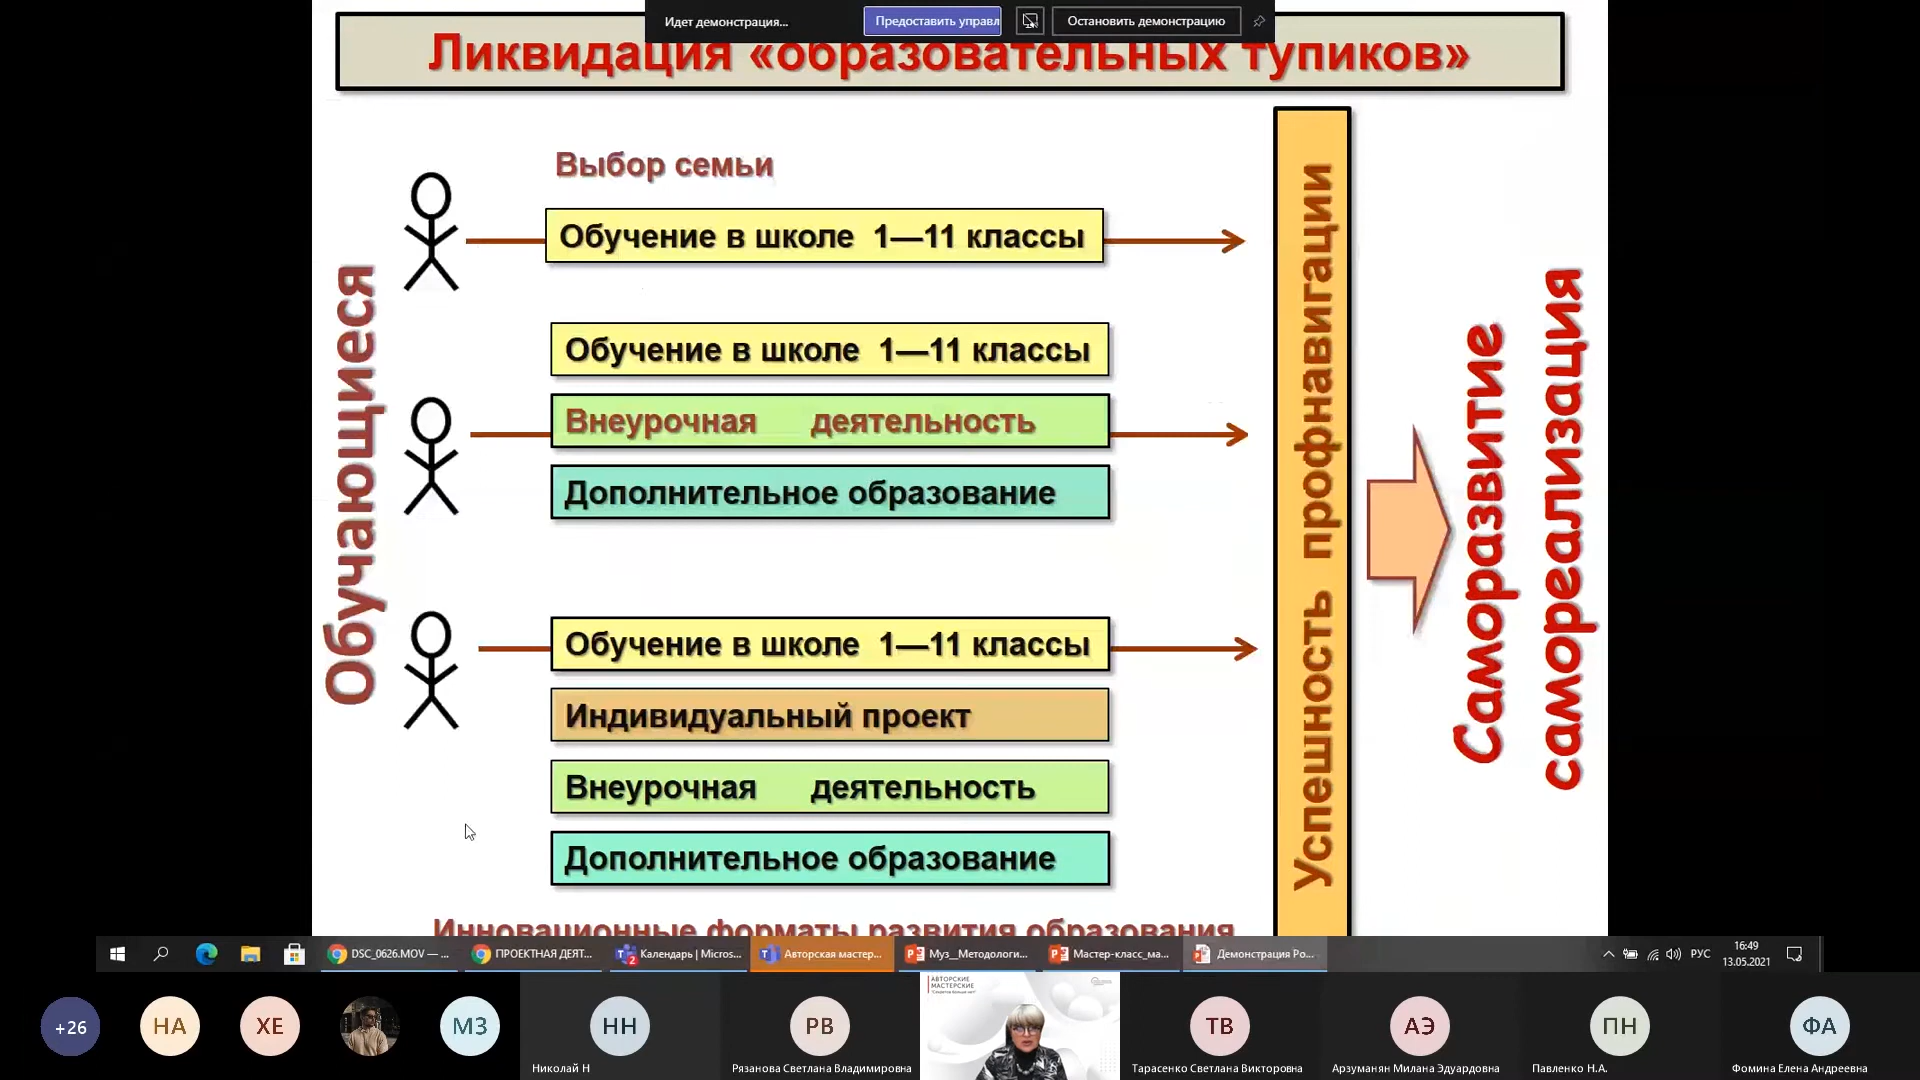 Идет демонстрация...
Предоставить управл
Остановить демонстрацию
Ликвидация «образовательных тупиков»
Выбор семьи
Обучающиеся
Обучение в школе 1—11 классы
Обучение в школе 1—11 классы
Внеурочная деятельность
Дополнительное образование
Обучение в школе 1—11 классы
Индивидуальный проект
Внеурочная деятельность
Дополнительное образование
Успешность профнавигации
Саморазвитие
самореализация
Инновационные форматы развития образования
DSC_0626.MOV — ...
ПРОЕКТНАЯ ДЕЯТ...
Календарь | Micros...
Авторская мастер...
Муз__Методологи...
Мастер-класс_ма...
Демонстрация Po...
РУС
16:49
13.05.2021
+26
НА
ХЕ
МЗ
НН
Николай Н
РВ
Рязанова Светлана Владимировна
АВТОРСКИЕ
МАСТЕРСКИЕ
ТВ
Тарасенко Светлана Викторовна
АЭ
Арзуманян Милана Эдуардовна
ПН
Павленко Н.А.
ФА
Фомина Елена Андреевна